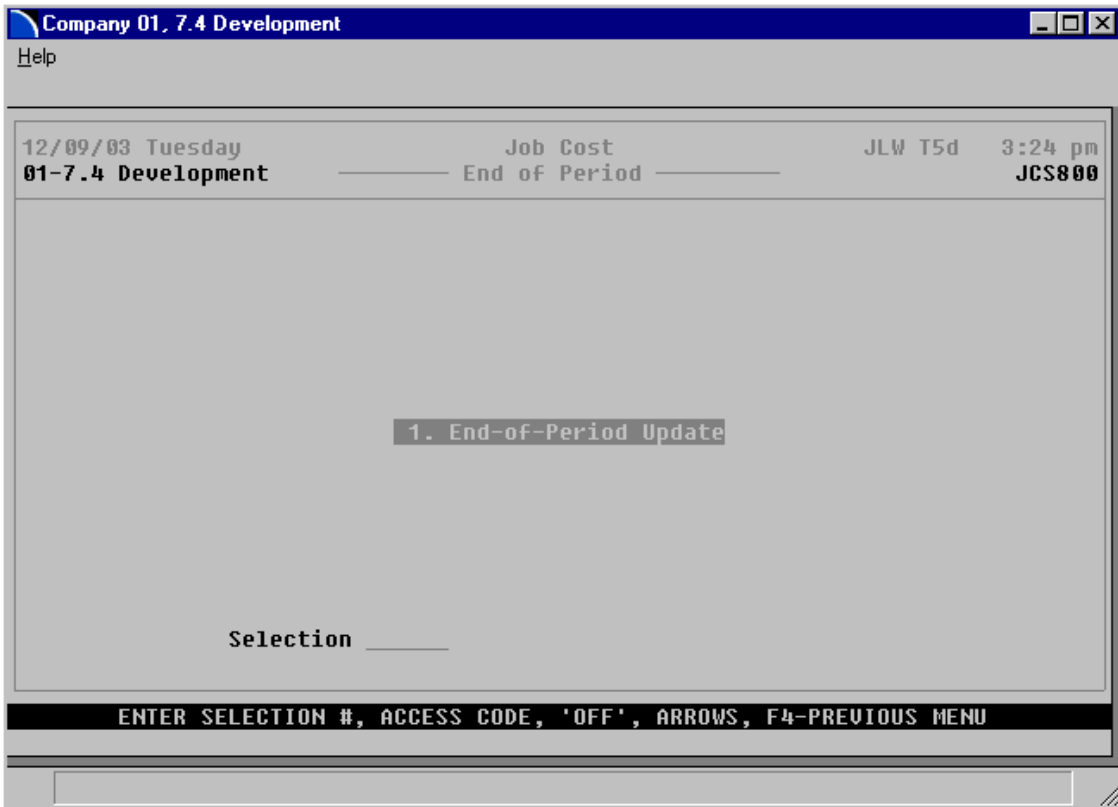 Company 01, 7.4 Development
Help
12/09/03 Tuesday Job Cost JLW T5d 3:24 pm
01-7.4 Development End of Period JCS800
1. End-of-Period Update
Selection ______
ENTER SELECTION #, ACCESS CODE, 'OFF', ARROWS, F4-PREVIOUS MENU